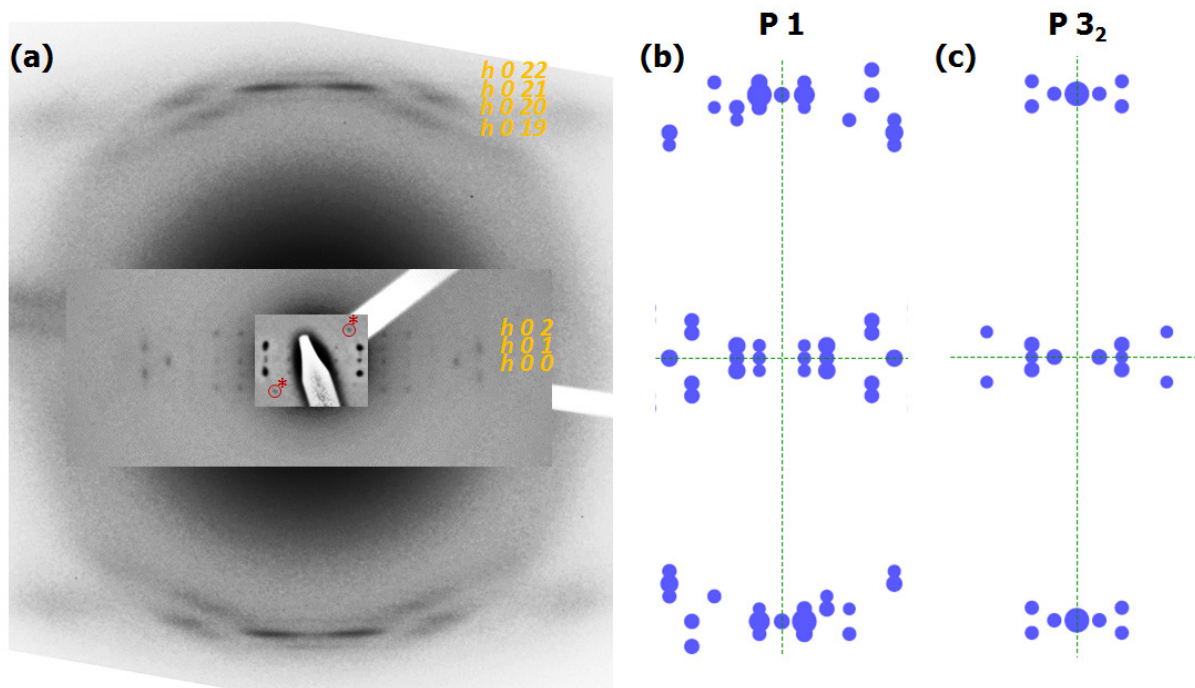 (a)
h 0 22
h 0 21
h 0 20
h 0 19
*
h 0 2
h 0 1
h 0 0
*
P 1
(b)
P 3₂
(c)